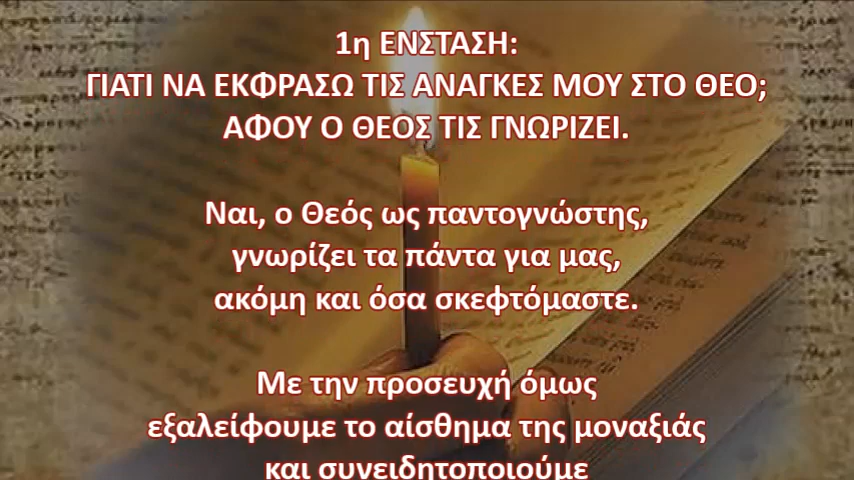 1η ΕΝΣΤΑΣΗ:
ΓΙΑΤΙ ΝΑ ΕΚΦΡΑΣΩ ΤΙΣ ΑΝΑΓΚΕΣ ΜΟΥ ΣΤΟ ΘΕΟ;
ΑΦΟΥ Ο ΘΕΟΣ ΤΙΣ ΓΝΩΡΙΖΕΙ.
Ναι, ο Θεός ως παντογνώστης,
γνωρίζει τα πάντα για μας,
ακόμη και όσα σκεφτόμαστε.
Με την προσευχή όμως
εξαλείφουμε το αίσθημα της μοναξιάς
και συνειδητοποιούμε